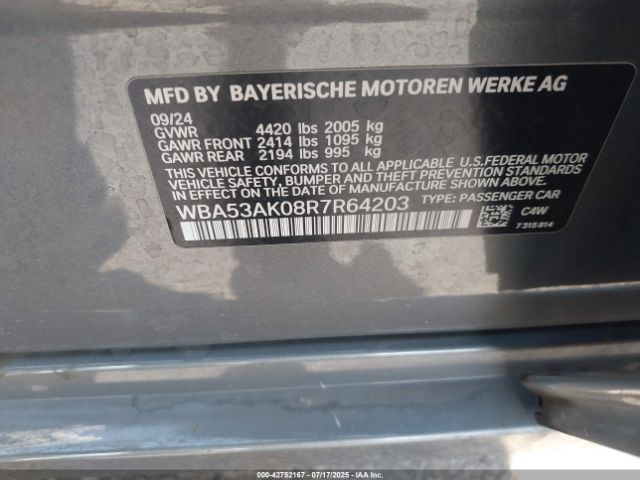 MFD BY BAYERISCHE MOTOREN WERKE AG
09/24
GVWR 4420 lbs 2005 kg
GAWR FRONT 2414 lbs 1095 kg
GAWR REAR 2194 lbs 995 kg
THIS VEHICLE CONFORMS TO ALL APPLICABLE U.S.FEDERAL MOTOR
VEHICLE SAFETY, BUMPER AND THEFT PREVENTION STANDARDS
IN EFFECT ON THE DATE OF MANUFACTURE SHOWN ABOVE.
WBA53AK08R7R64203 TYPE: PASSENGER CAR
C4W
7 315 814
000-42752167 - 07/17/2025 - IAA Inc.